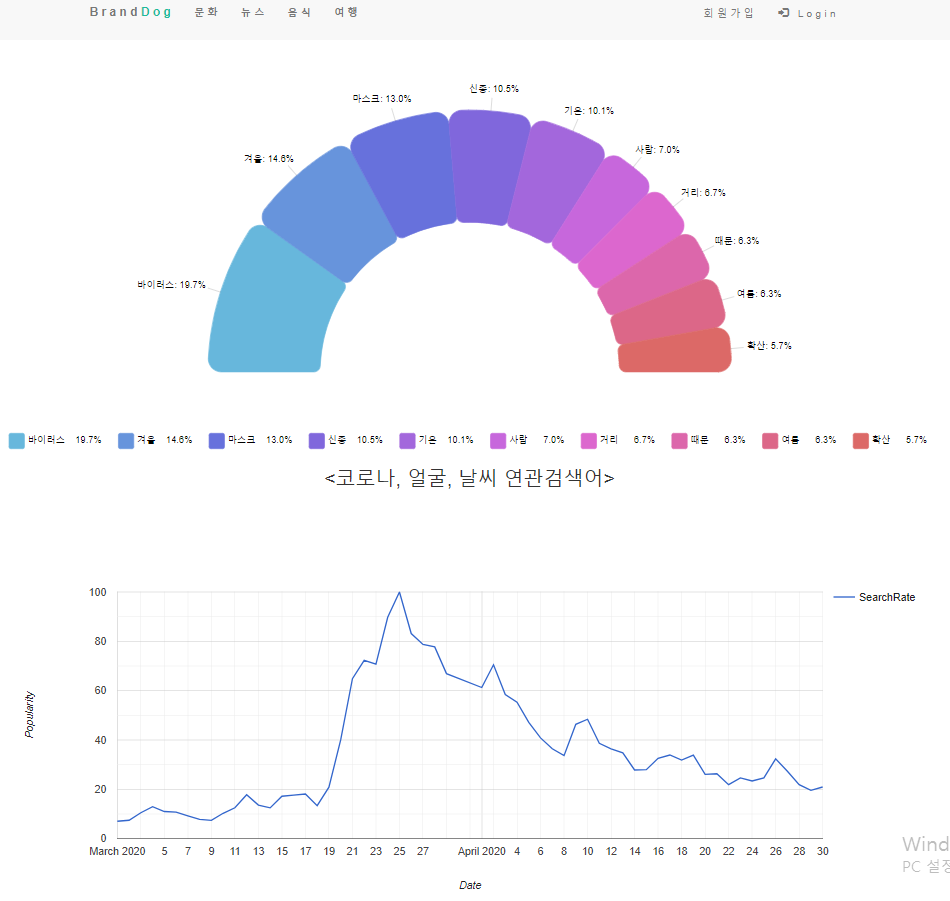 BrandDog 문화 뉴스 음식 여행 회원가입 Login
신종: 10.5%
마스크: 13.0%
기온: 10.1%
사람: 7.0%
겨울: 14.6%
거리: 6.7%
때문: 6.3%
바이러스: 19.7%
여름: 6.3%
확산: 5.7%
바이러스 19.7% 겨울 14.6% 마스크 13.0% 신종 10.5% 기온 10.1% 사람 7.0% 거리 6.7% 때문 6.3% 여름 6.3% 확산 5.7%
<코로나, 얼굴, 날씨 연관검색어>
100
SearchRate
80
60
Popularity
40
20
0
March 2020 5 7 9 11 13 15 17 19 21 23 25 27 April 2020 4 6 8 10 12 14 16 18 20 22 24 26 28 30
Wind
PC 설정
Date